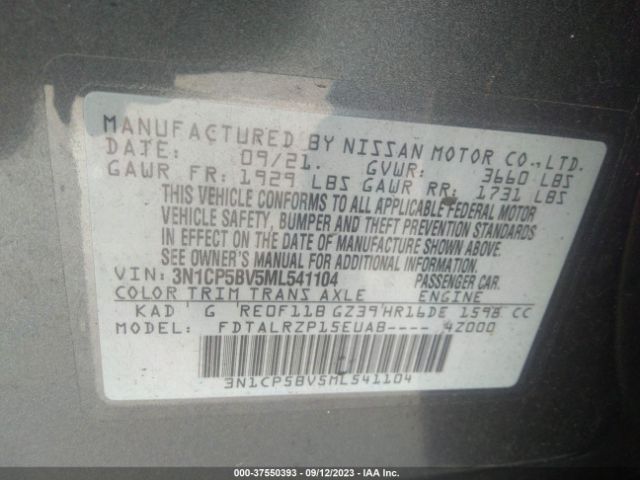 MANUFACTURED BY NISSAN MOTOR CO.,LTD.
DATE: 09/21. GVWR: 3660 LBS
GAWR FR: 1929 LBS GAWR RR: 1731 LBS
THIS VEHICLE CONFORMS TO ALL APPLICABLE FEDERAL MOTOR
VEHICLE SAFETY, BUMPER AND THEFT PREVENTION STANDARDS
IN EFFECT ON THE DATE OF MANUFACTURE SHOWN ABOVE.
SEE OWNER'S MANUAL FOR ADDITIONAL INFORMATION.
VIN: 3N1CP5BV5ML541104 PASSENGER CAR.
COLOR TRIM TRANS AXLE ENGINE
KAD G RE0F11B GZ39 HR16DE 1598 CC
MODEL: FDTALRZP15EUAB---- 4Z000
3N1CP5BV5ML541104
000-37550393 - 09/12/2023 - IAA Inc.